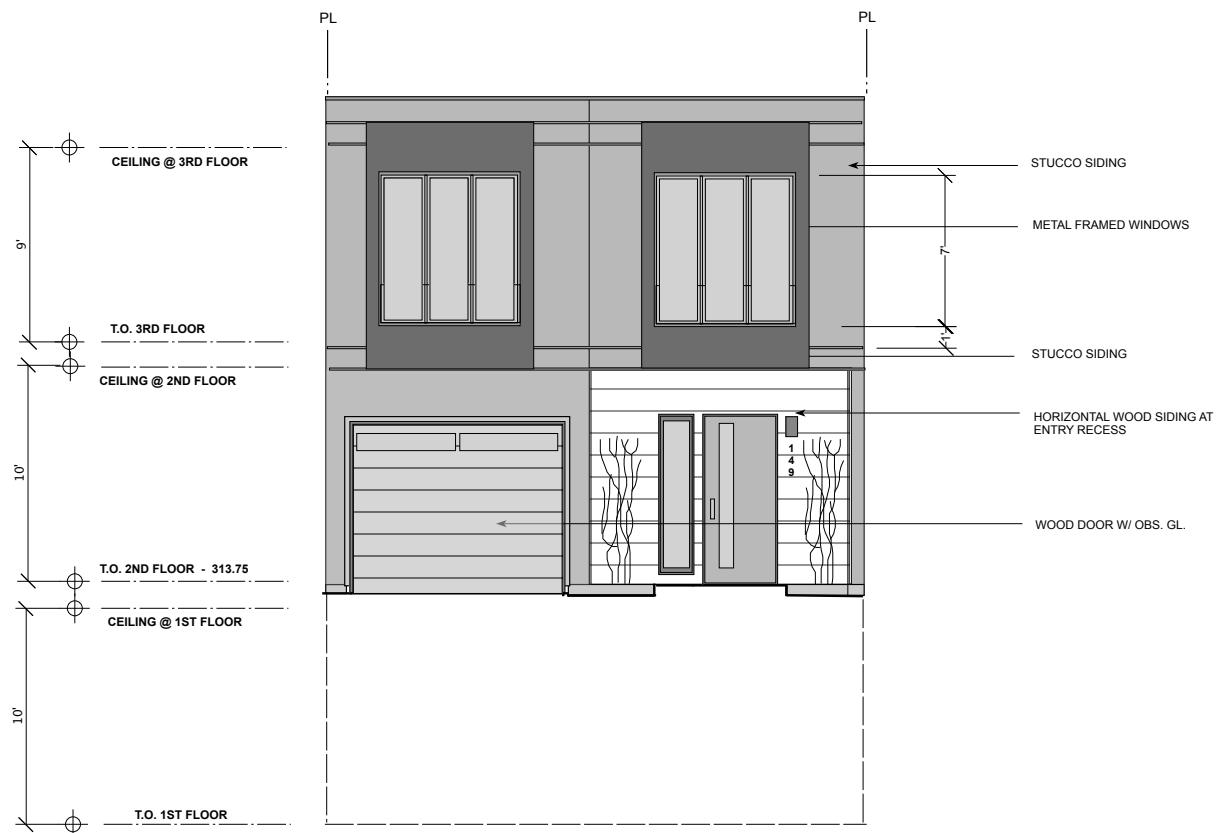 PL
PL
CEILING @ 3RD FLOOR
STUCCO SIDING
METAL FRAMED WINDOWS
9'
7'
T.O. 3RD FLOOR
1'
STUCCO SIDING
CEILING @ 2ND FLOOR
HORIZONTAL WOOD SIDING AT
ENTRY RECESS
1
4
9
10'
WOOD DOOR W/ OBS. GL.
T.O. 2ND FLOOR - 313.75
CEILING @ 1ST FLOOR
10'
T.O. 1ST FLOOR